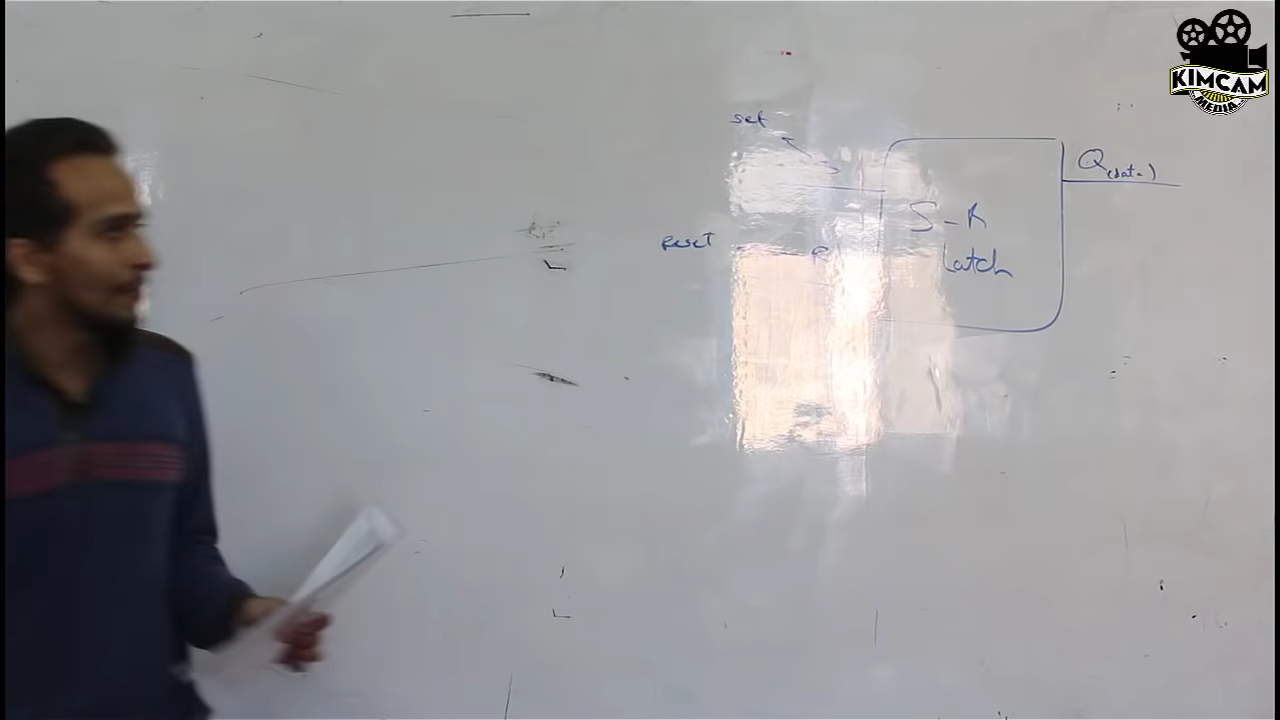 KIMCAM
MEDIA
set
Q(data)
S-R
Latch
Reset
R